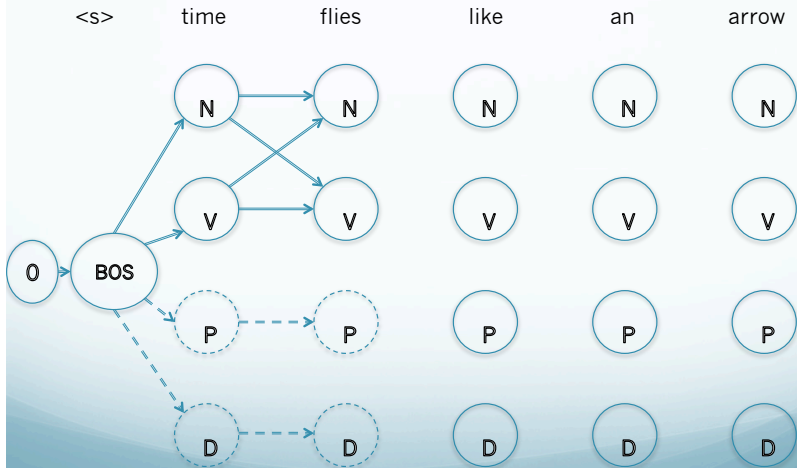 <s> time flies like an arrow
N N N N N
V V V V V
0 BOS
P P P P P
D D D D D